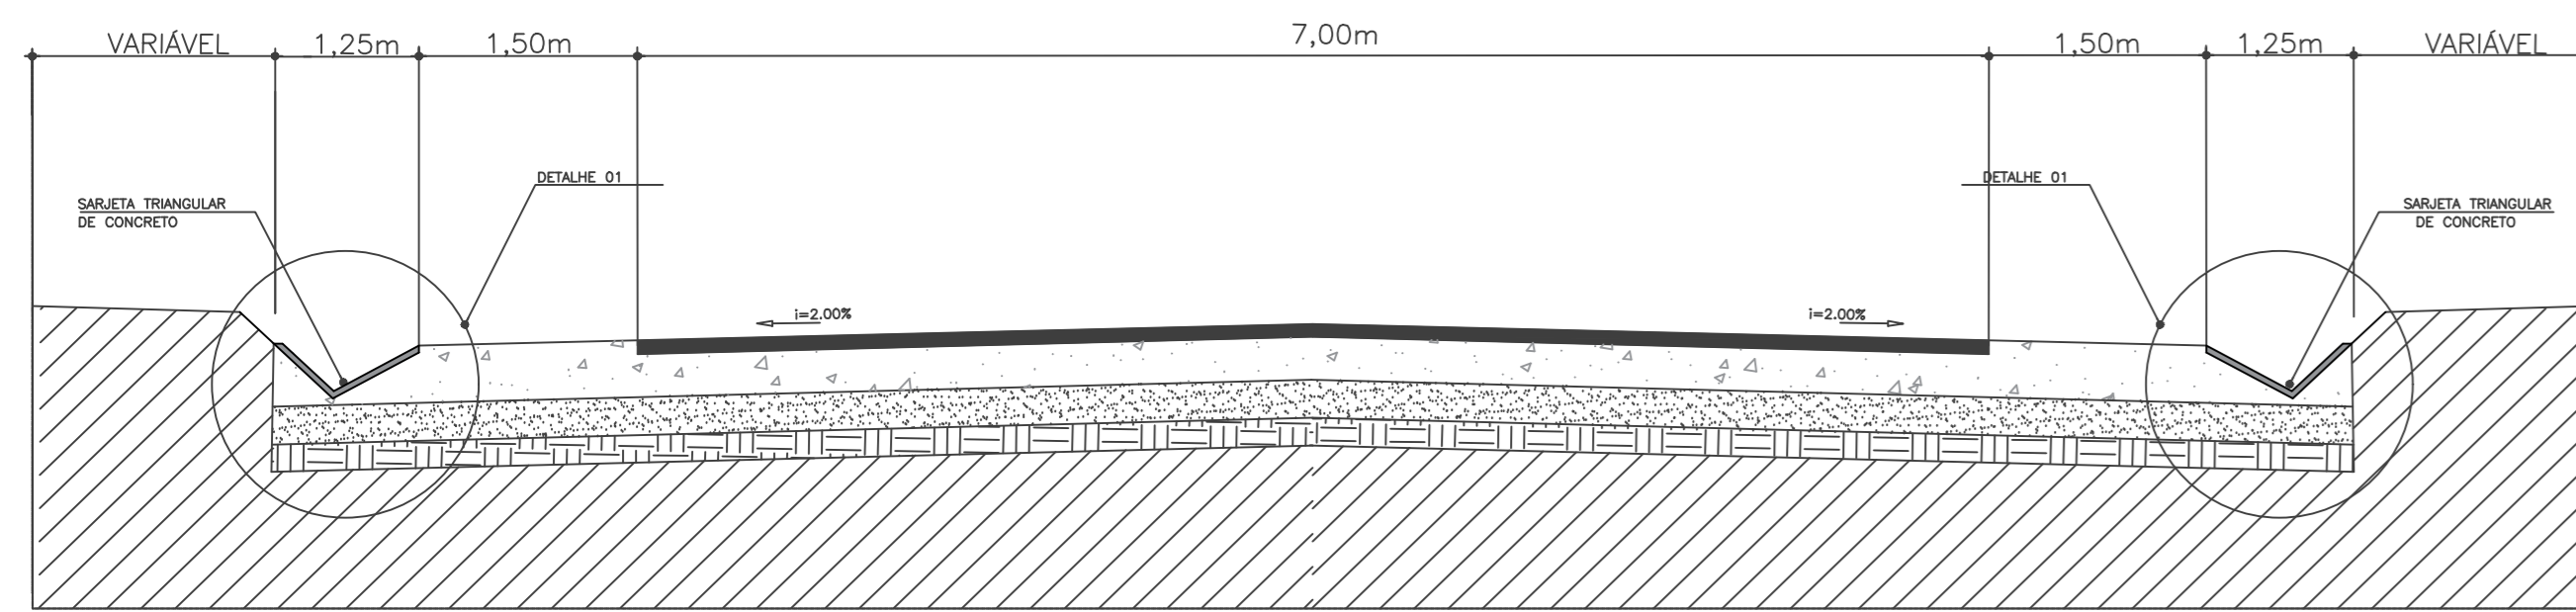 VARIÁVEL
1,25m
1,50m
7,00m
1,50m
1,25m
VARIÁVEL
DETALHE 01
DETALHE 01
SARJETA TRIANGULAR
DE CONCRETO
SARJETA TRIANGULAR
DE CONCRETO
i=2.00%
i=2.00%